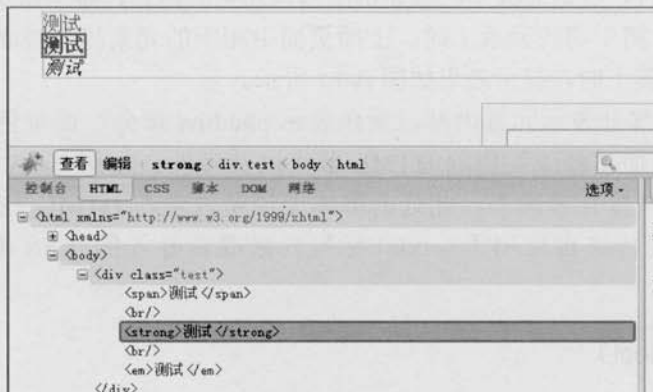 测试
测试
测试
查看 编辑 strong < div.test < body < html
控制台 HTML CSS 脚本 DOM 网络 选项
<html xmlns="http://www.w3.org/1999/xhtml">
<head>
<body>
<div class="test">
<span>测试</span>
<br/>
<strong>测试</strong>
<br/>
<em>测试</em>
</div>